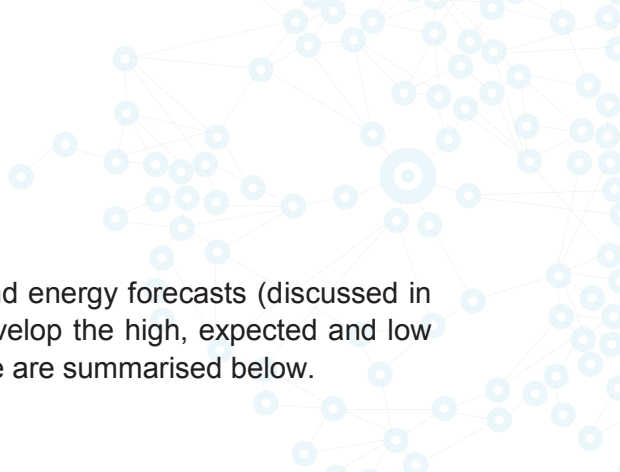 d energy forecasts (discussed in
velop the high, expected and low
e are summarised below.